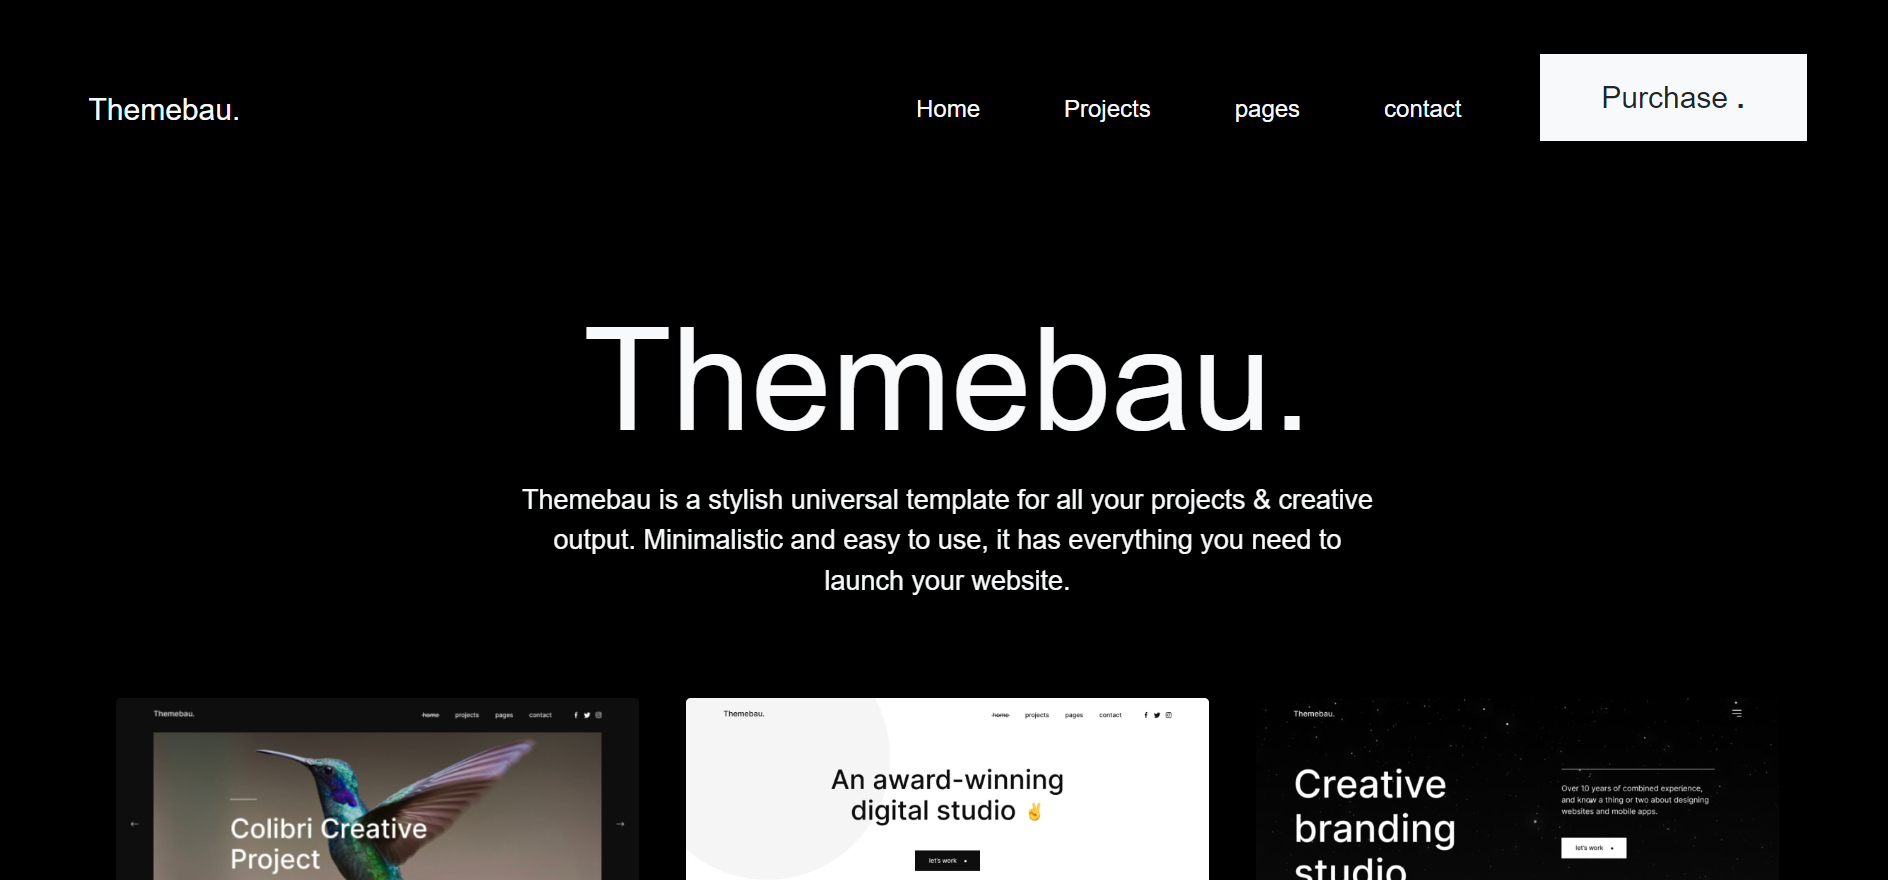 Themebau.
Home Projects pages contact Purchase .
Themebau.
Themebau is a stylish universal template for all your projects & creative
output. Minimalistic and easy to use, it has everything you need to
launch your website.
Themebau.
home projects pages contact
Colibri Creative
Project
Themebau.
home projects pages contact
An award-winning
digital studio ✌
let's work •
Themebau.
Creative
branding
studio
Over 10 years of combined experience,
and know a thing or two about designing
websites and mobile apps.
let's work •